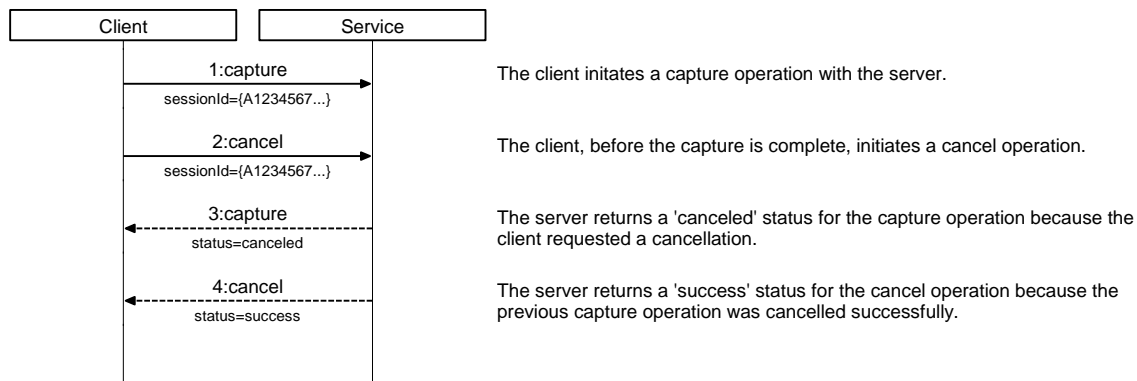 Client
Service
1:capture
The client initates a capture operation with the server.
sessionId={A1234567...}
2:cancel
The client, before the capture is complete, initiates a cancel operation.
sessionId={A1234567...}
3:capture
The server returns a 'canceled' status for the capture operation because the
client requested a cancellation.
status=canceled
4:cancel
The server returns a 'success' status for the cancel operation because the
previous capture operation was cancelled successfully.
status=success